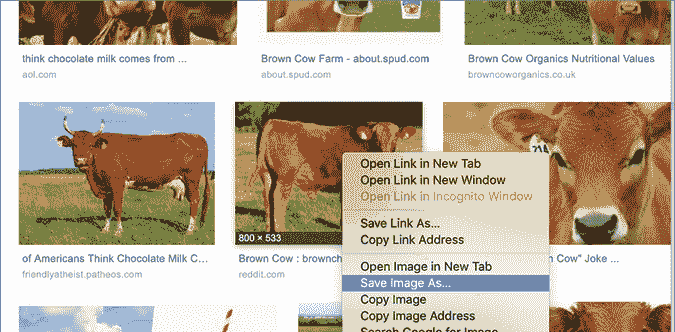 think chocolate milk comes from ...
aol.com
Brown Cow Farm - about.spud.com
about.spud.com
Brown Cow Organics Nutritional Values
browncoworganics.co.uk
800 × 533
of Americans Think Chocolate Milk C...
friendlyatheist.patheos.com
Brown Cow : brownch
reddit.com
Cow" Joke ...
Open Link in New Tab
Open Link in New Window
Open Link in Incognito Window
Save Link As...
Copy Link Address
Open Image in New Tab
Save Image As...
Copy Image
Copy Image Address
Search Google for Image